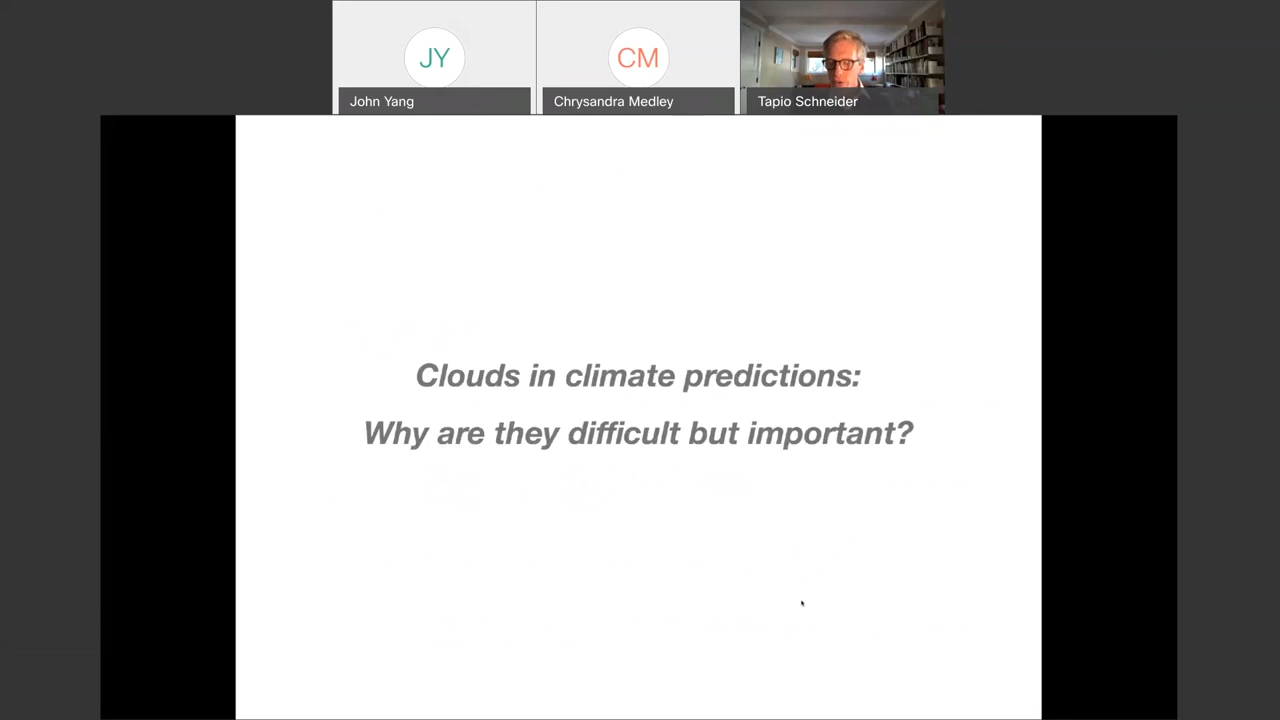 JY
CM
John Yang
Chrysandra Medley
Tapio Schneider
Clouds in climate predictions:
Why are they difficult but important?